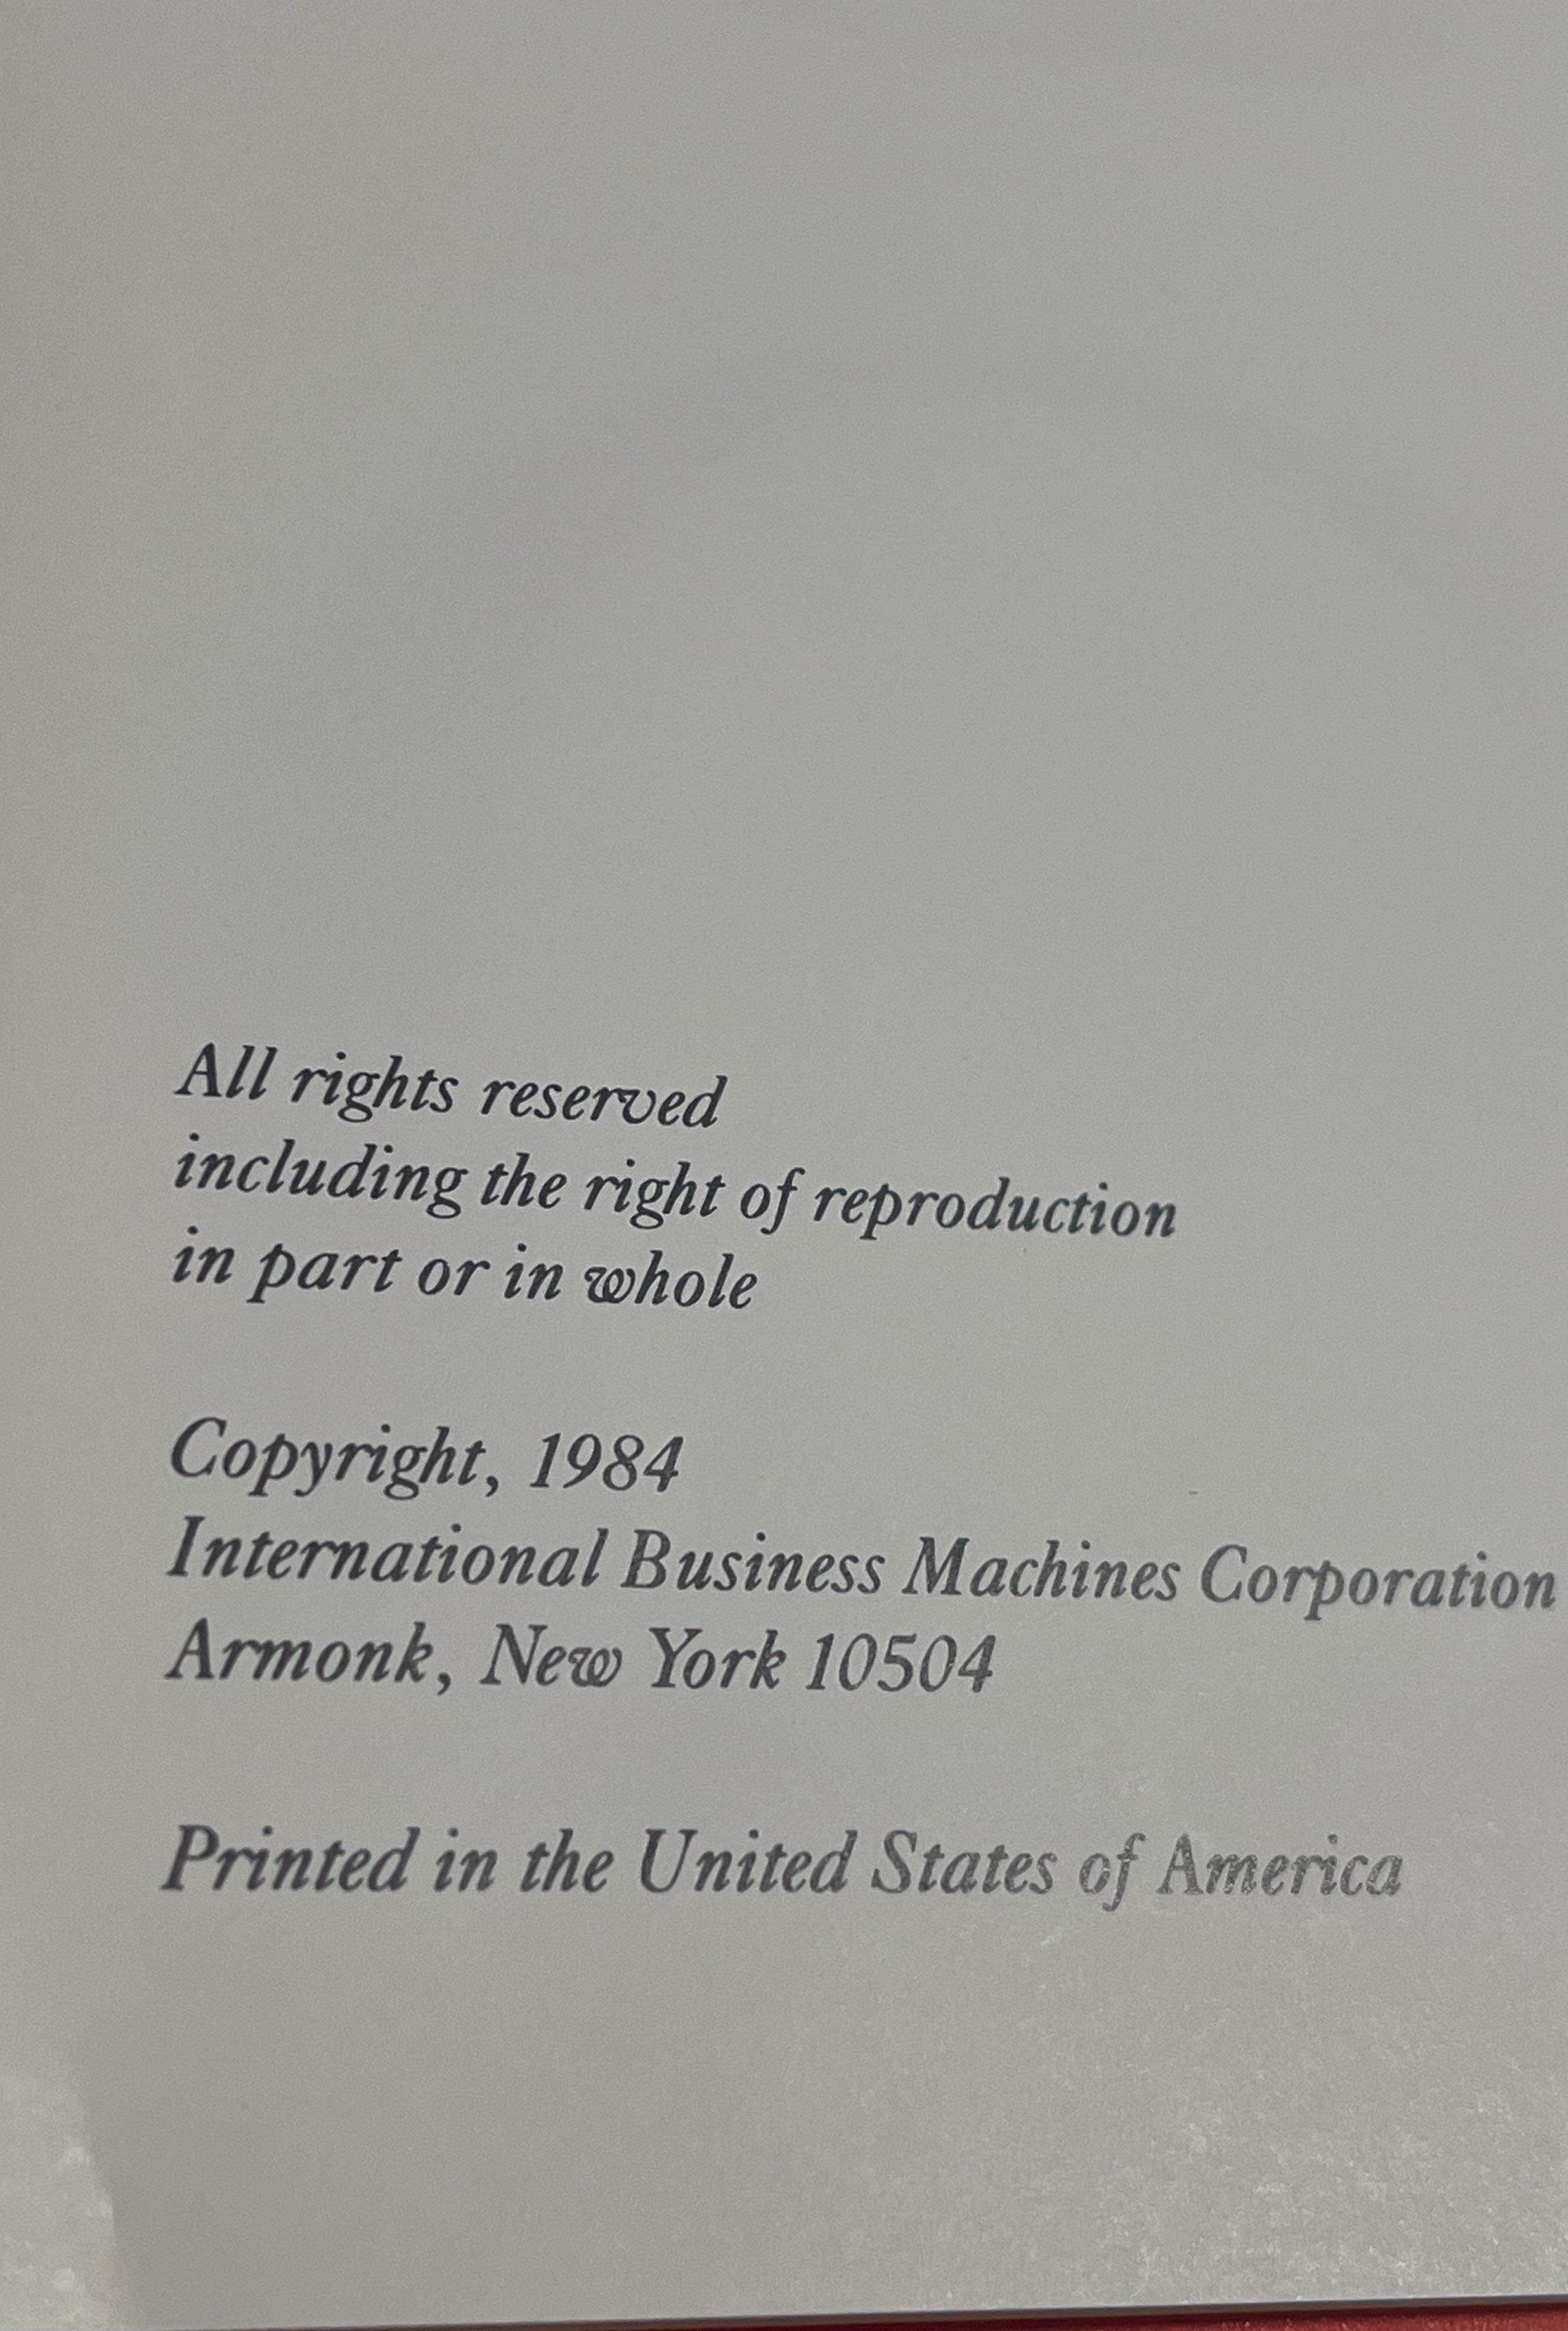 All rights reserved
including the right of reproduction
in part or in whole
Copyright, 1984
International Business Machines Corporation
Armonk, New York 10504
Printed in the United States of America